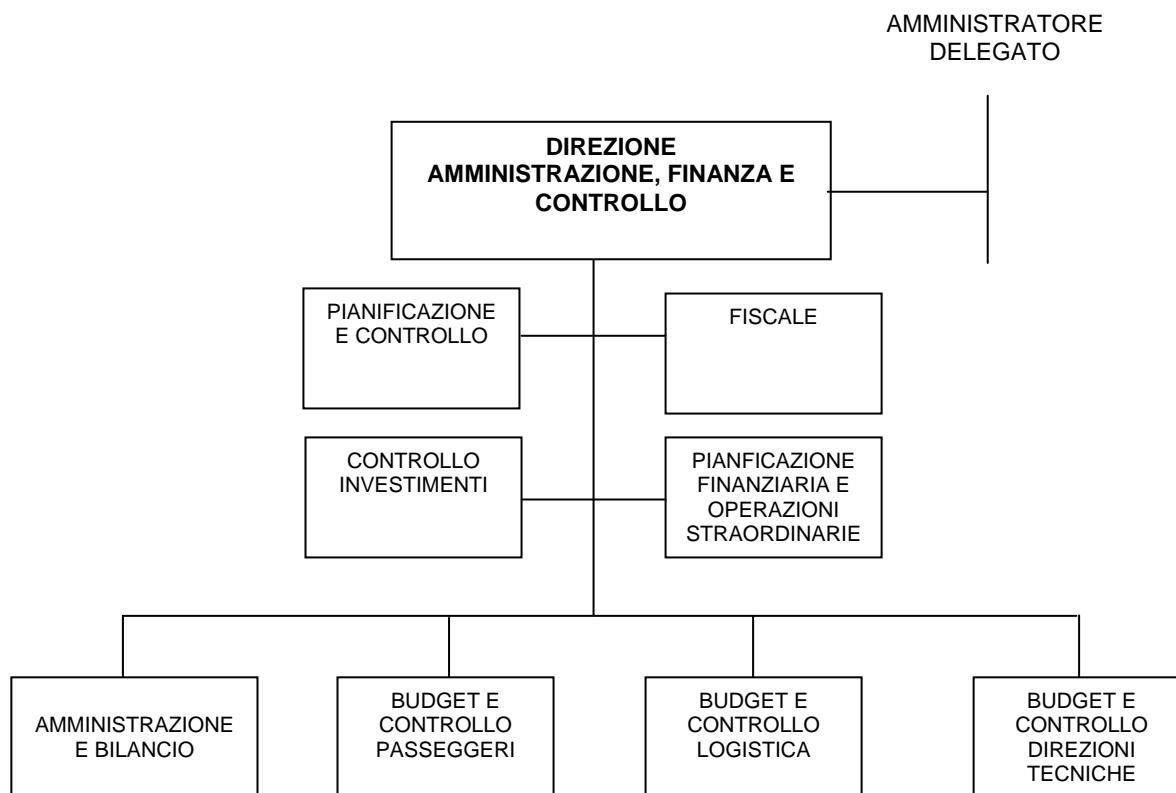 AMMINISTRATORE
DELEGATO
DIREZIONE
AMMINISTRAZIONE, FINANZA E
CONTROLLO
PIANIFICAZIONE
E CONTROLLO
FISCALE
CONTROLLO
INVESTIMENTI
PIANFICAZIONE
FINANZIARIA E
OPERAZIONI
STRAORDINARIE
AMMINISTRAZIONE
E BILANCIO
BUDGET E
CONTROLLO
PASSEGGERI
BUDGET E
CONTROLLO
LOGISTICA
BUDGET E
CONTROLLO
DIREZIONI
TECNICHE